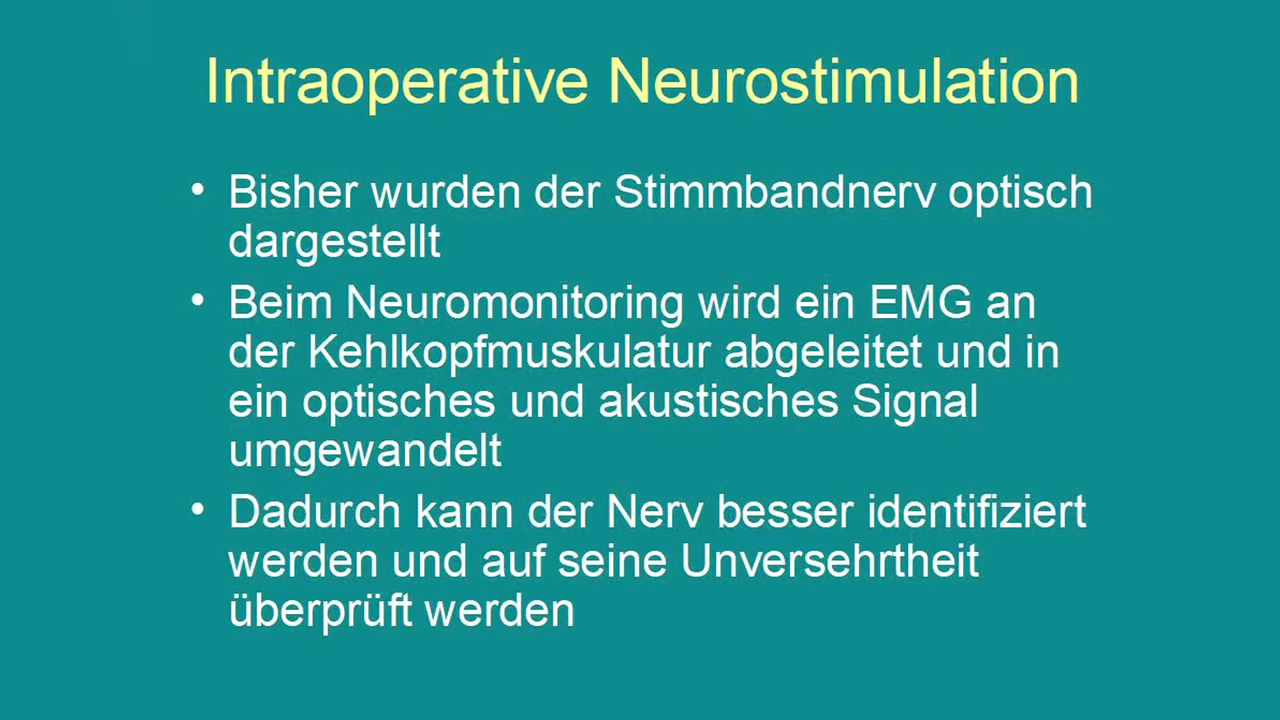 Intraoperative Neurostimulation
• Bisher wurden der Stimmbandnerv optisch
dargestellt
• Beim Neuromonitoring wird ein EMG an
der Kehlkopfmuskulatur abgeleitet und in
ein optisches und akustisches Signal
umgewandelt
• Dadurch kann der Nerv besser identifiziert
werden und auf seine Unversehrtheit
überprüft werden